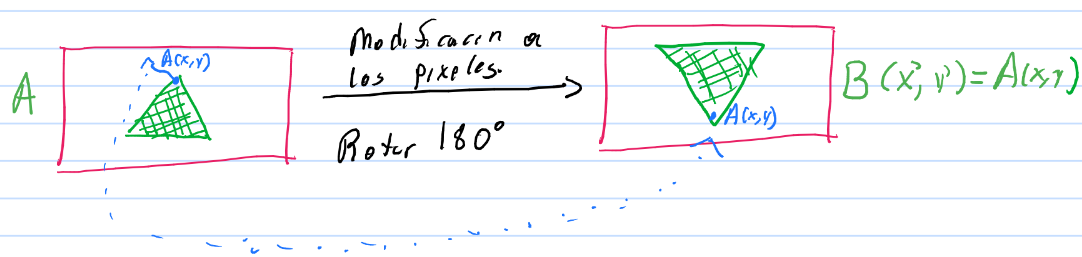 A
A(x,y)
Modificacin a
los pixeles.
Rotar 180°
A(x,y)
B(x',y')=A(x,y)